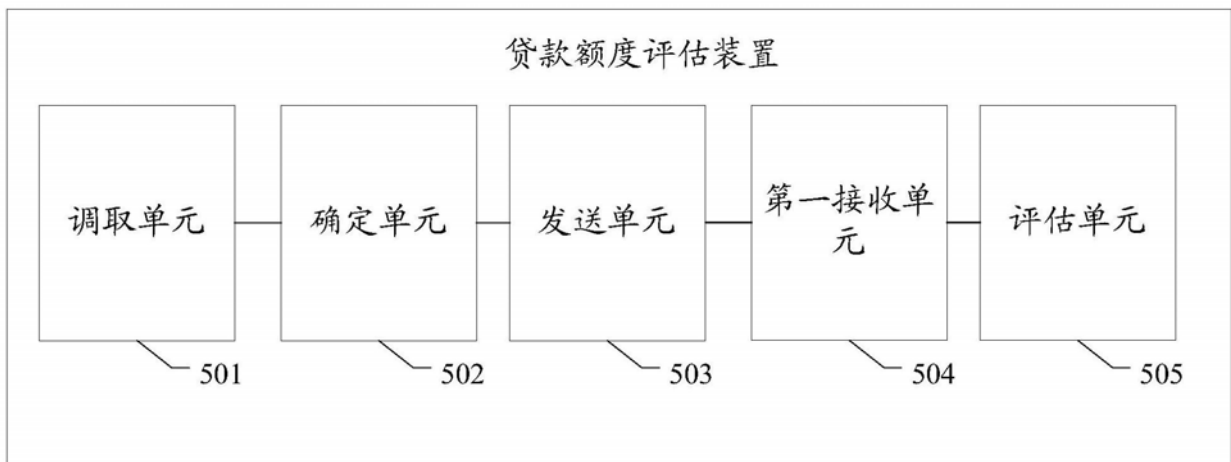 贷款额度评估装置
调取单元
确定单元
发送单元
第一接收单
元
评估单元
501
502
503
504
505